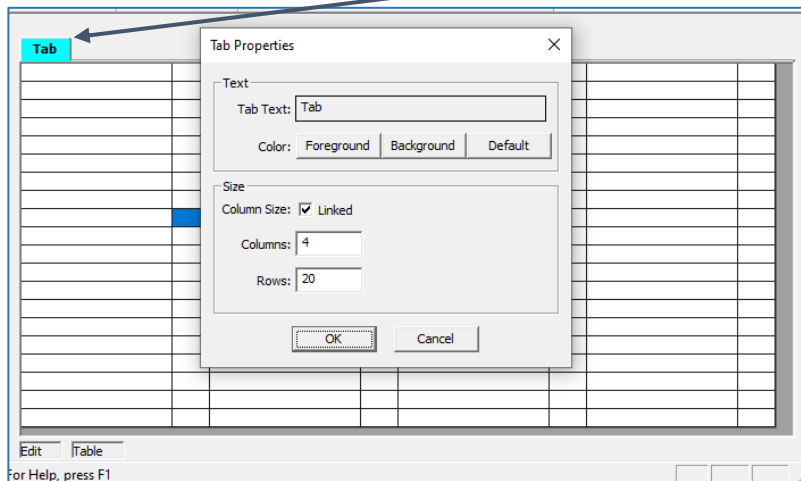 Tab
Tab Properties
Text
Tab Text: Tab
Color: Foreground Background Default
Size
Column Size: Linked
Columns: 4
Rows: 20
OK Cancel
Edit Table
For Help, press F1